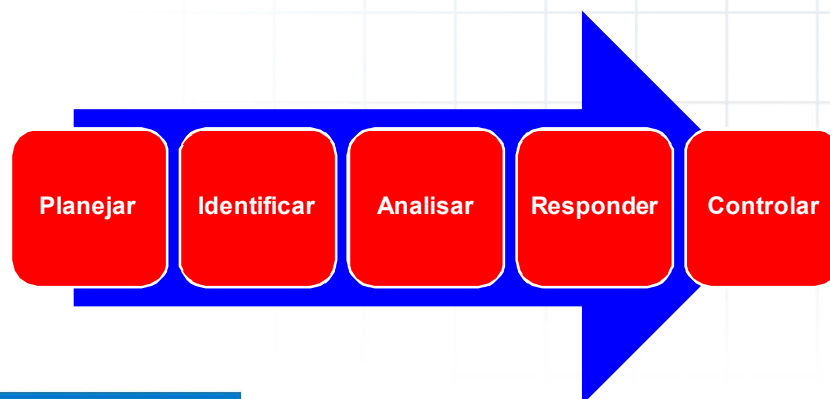 Planejar
Identificar
Analisar
Responder
Controlar